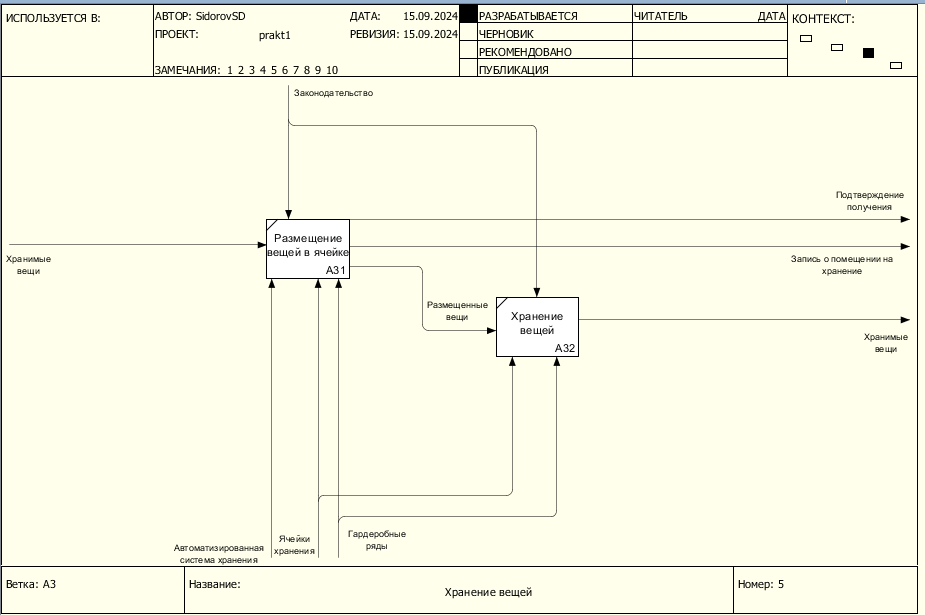 ИСПОЛЬЗУЕТСЯ В:
АВТОР: SidorovSD
ДАТА: 15.09.2024
ПРОЕКТ: prakt1
РЕВИЗИЯ: 15.09.2024
ЗАМЕЧАНИЯ: 1 2 3 4 5 6 7 8 9 10
РАЗРАБАТЫВАЕТСЯ
ЧЕРНОВИК
РЕКОМЕНДОВАНО
ПУБЛИКАЦИЯ
ЧИТАТЕЛЬ
ДАТА
КОНТЕКСТ:
Законодательство
Подтверждение
получения
Размещение
вещей в ячейке
A31
Хранимые
вещи
Запись о помещении на
хранение
Размещенные
вещи
Хранение
вещей
A32
Хранимые
вещи
Автоматизированная
система хранения
Ячейки
хранения
Гардеробные
ряды
Ветка: A3
Название:
Хранение вещей
Номер: 5